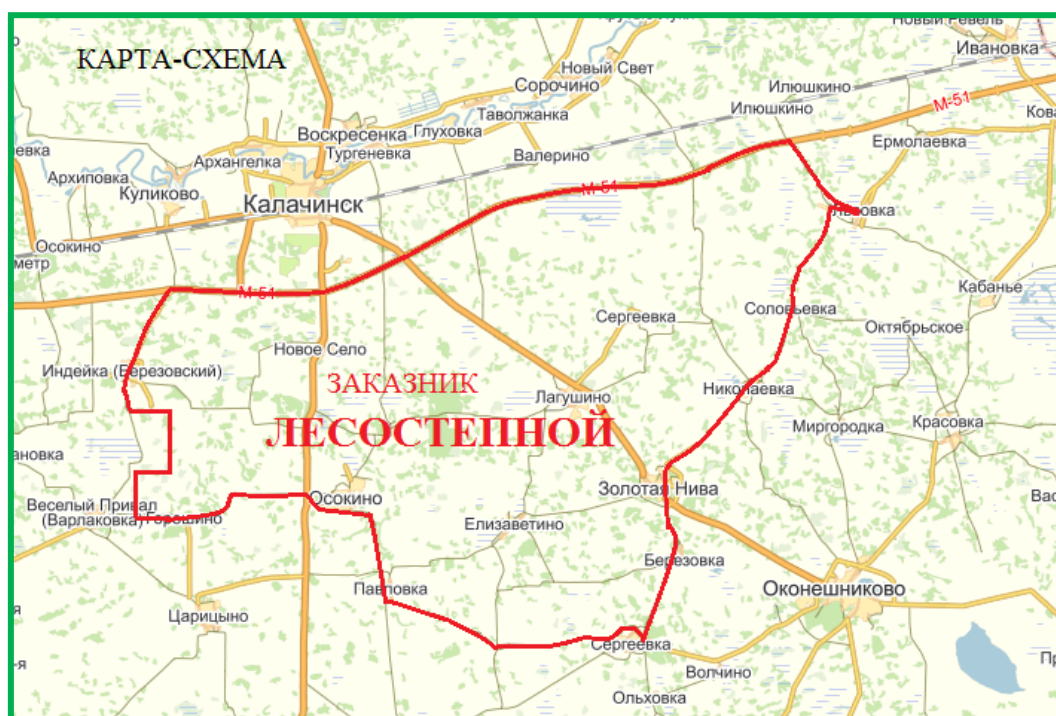 Новый Ревель
Ивановка
КАРТА-СХЕМА
Новый Свет
Сорочино
Илюшкино
Таволжанка
М-51
Илюшкино
Воскресенка
Глуховка
Ермолаевка
Тургеневка
Валерино
Архангелка
Архиповка
Куликово
М-51
Калачинск
Львовка
Осокино
метр
Кабанье
М-51
Соловьевка
Сергеевка
Октябрьское
Новое Село
Индейка (Березовский)
ЗАКАЗНИК
Николаевка
Лагушино
ЛЕСОСТЕПНОЙ
Миргородка
Красовка
ановка
Золотая Нива
Осокино
Веселый Привал
(Варлаковка)
Горошино
Елизаветино
Березовка
Павловка
Оконешниково
Царицыно
Сергеевка
Волчино
Ольховка